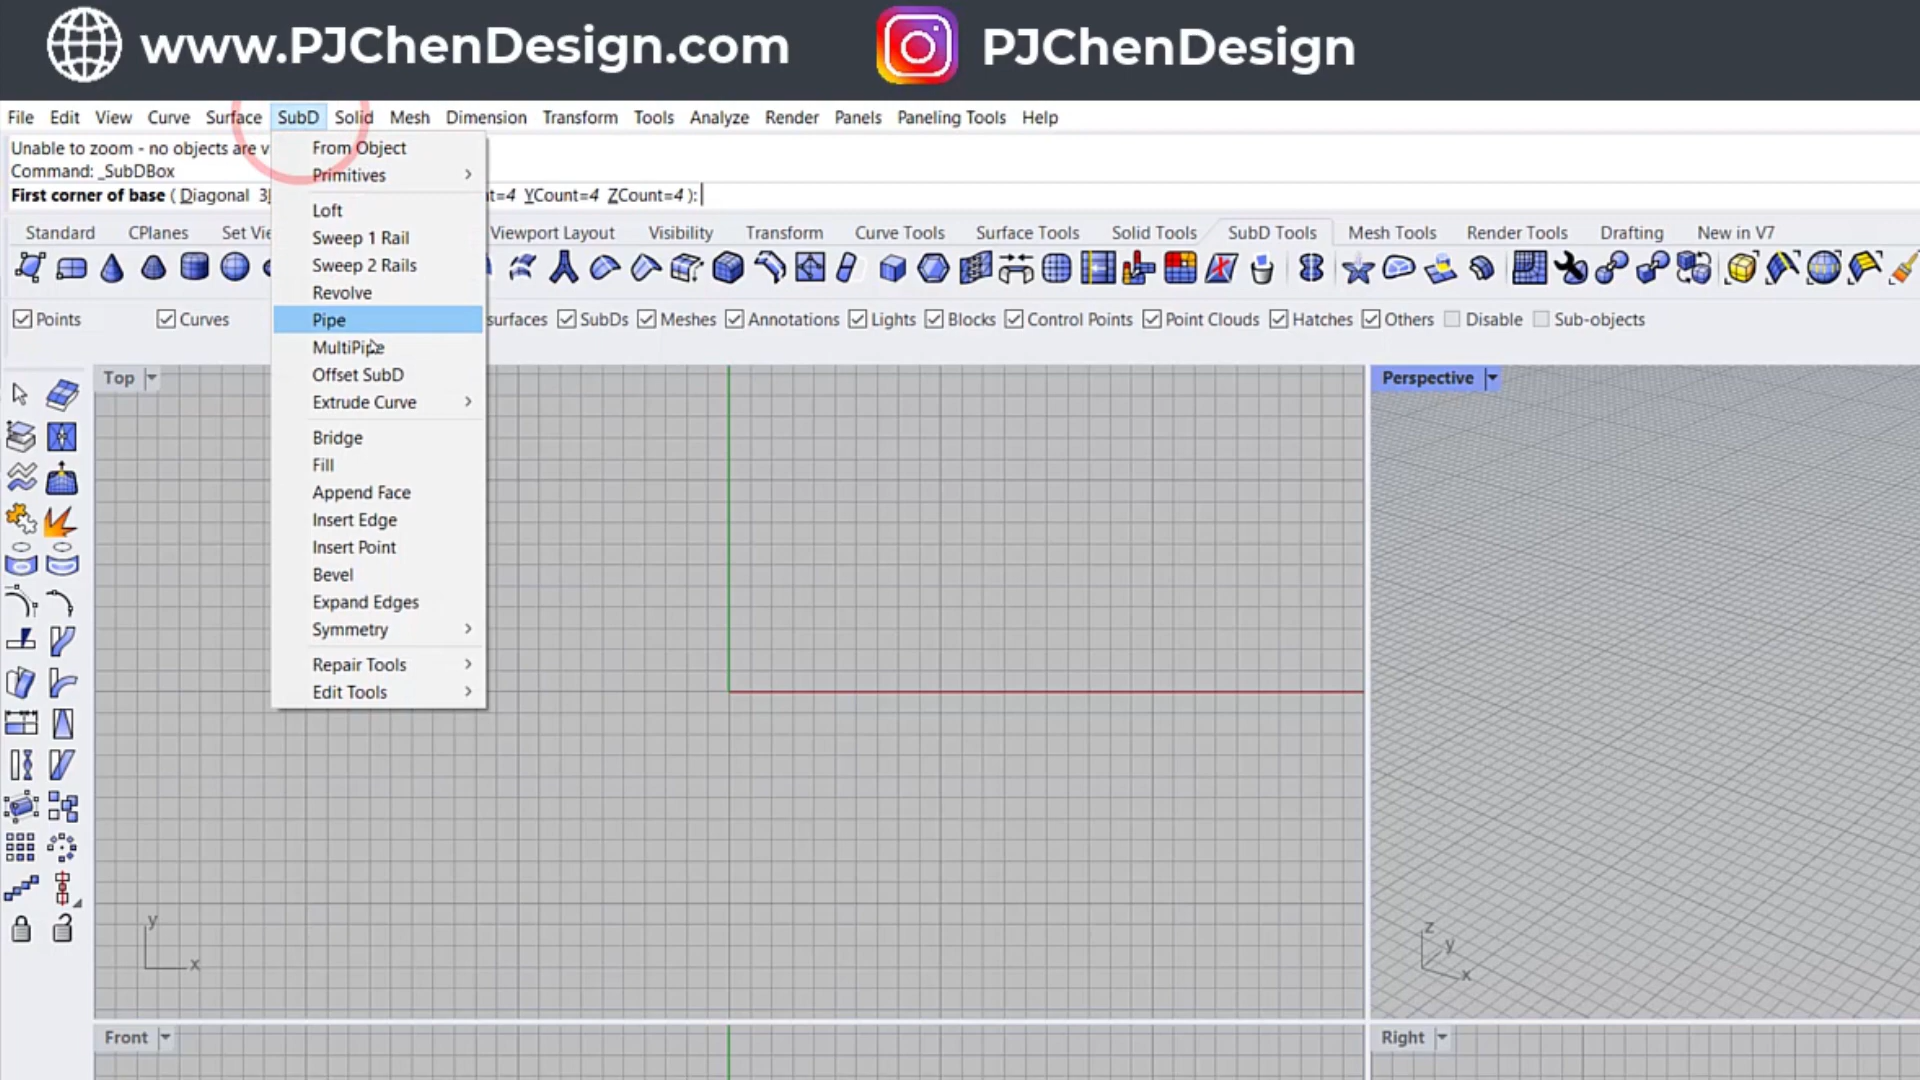 www.PJChenDesign.com PJChenDesign
File Edit View Curve Surface SubD Solid Mesh Dimension Transform Tools Analyze Render Panels Paneling Tools Help
Unable to zoom - no objects are v
Command: _SubDBox
First corner of base ( Diagonal YCount=4 ZCount=4 ):
Standard CPlanes Set Viewport Layout Visibility Transform Curve Tools Surface Tools Solid Tools SubD Tools Mesh Tools Render Tools Drafting New in V7
Points Curves surfaces SubDs Meshes Annotations Lights Blocks Control Points Point Clouds Hatches Others Disable Sub-objects
From Object
Primitives
Loft
Sweep 1 Rail
Sweep 2 Rails
Revolve
Pipe
MultiPipe
Offset SubD
Extrude Curve
Bridge
Fill
Append Face
Insert Edge
Insert Point
Bevel
Expand Edges
Symmetry
Repair Tools
Edit Tools
Top Perspective
y
x
z
y
x
Front Right